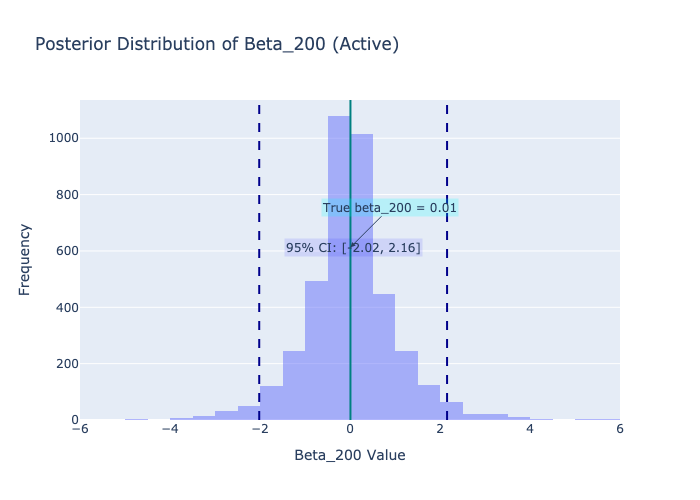 Posterior Distribution of Beta_200 (Active)
1000
800
600
400
200
0
Frequency
True beta_200 = 0.01
95% CI: [-2.02, 2.16]
−6
−4
−2
0
2
4
6
Beta_200 Value